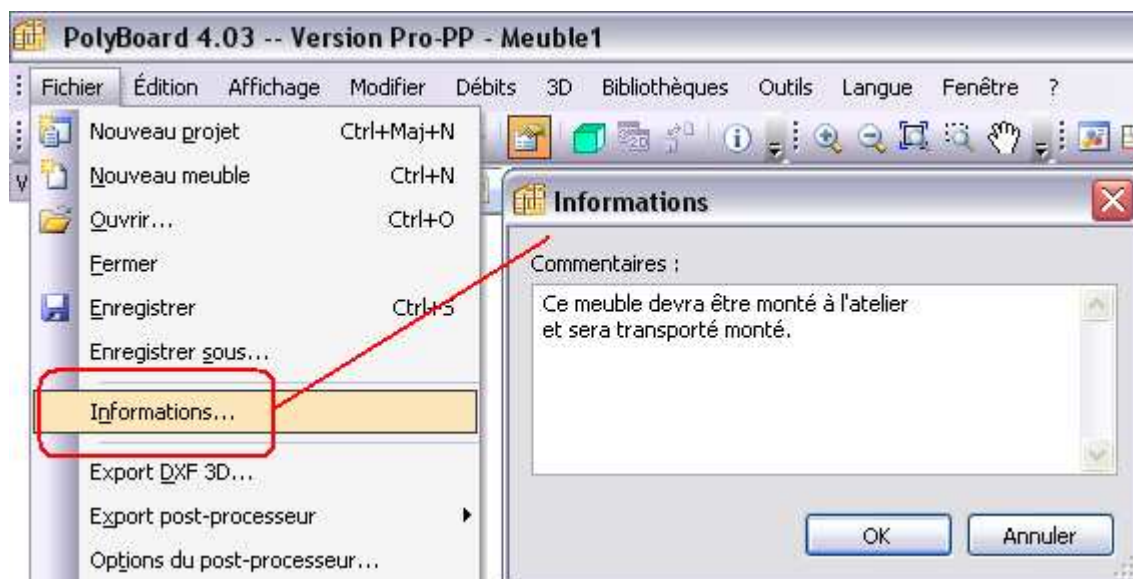 PolyBoard 4.03 -- Version Pro-PP - Meuble1
Fichier Édition Affichage Modifier Débits 3D Bibliothèques Outils Langue Fenêtre ?
Nouveau projet Ctrl+Maj+N
Nouveau meuble Ctrl+N
Ouvrir... Ctrl+O
Fermer
Enregistrer Ctrl+S
Enregistrer sous...
Informations...
Export DXF 3D...
Export post-processeur
Options du post-processeur...
Informations
Commentaires :
Ce meuble devra être monté à l'atelier
et sera transporté monté.
OK Annuler